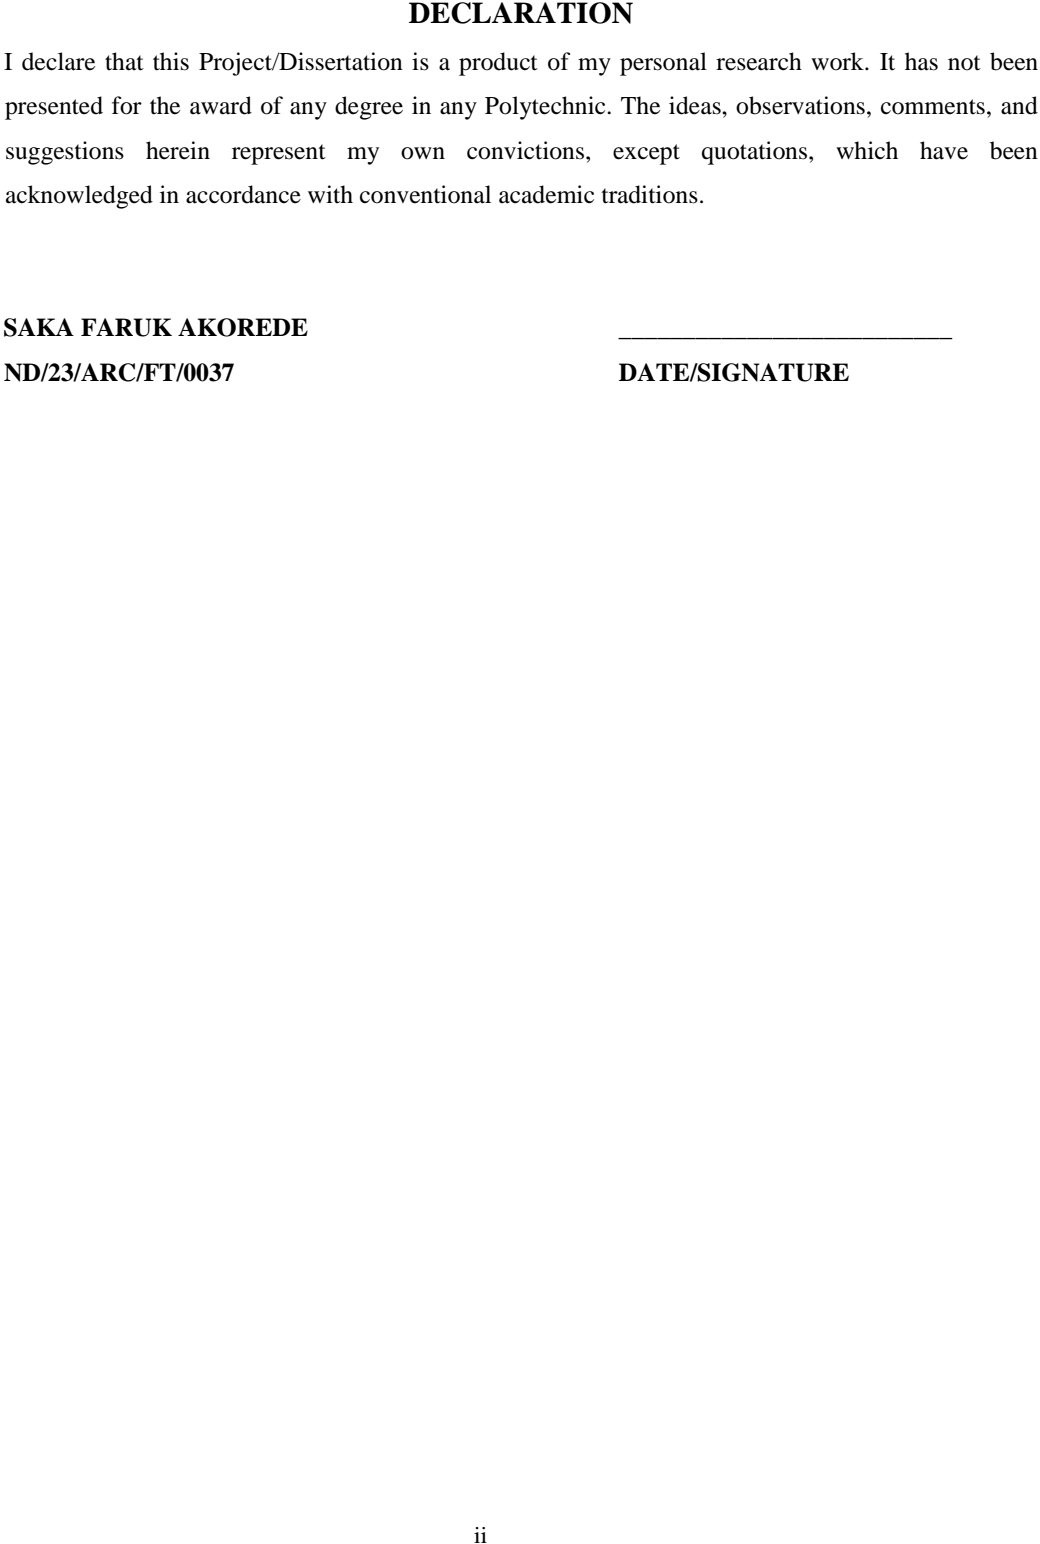 DECLARATION
I declare that this Project/Dissertation is a product of my personal research work. It has not been
presented for the award of any degree in any Polytechnic. The ideas, observations, comments, and
suggestions herein represent my own convictions, except quotations, which have been
acknowledged in accordance with conventional academic traditions.
SAKA FARUK AKOREDE __________________________
ND/23/ARC/FT/0037 DATE/SIGNATURE
ii